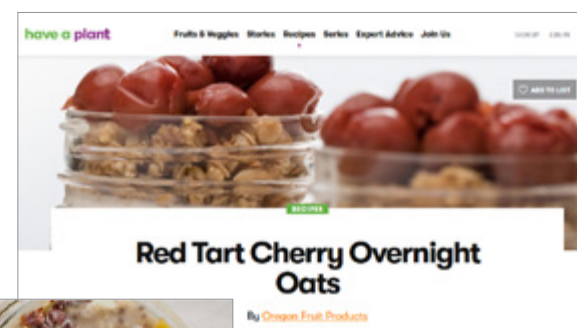 have a plant
Fruits & Veggies Stories Recipes Series Expert Advice Join Us
SIGN UP LOG IN
ADD TO LIST
RECIPES
Red Tart Cherry Overnight
Oats
By Oregon Fruit Products